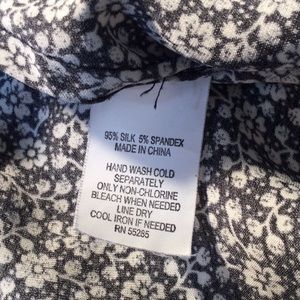 95% SILK 5% SPANDEX
MADE IN CHINA
HAND WASH COLD
SEPARATELY
ONLY NON-CHLORINE
BLEACH WHEN NEEDED
LINE DRY
COOL IRON IF NEEDED
RN 55285